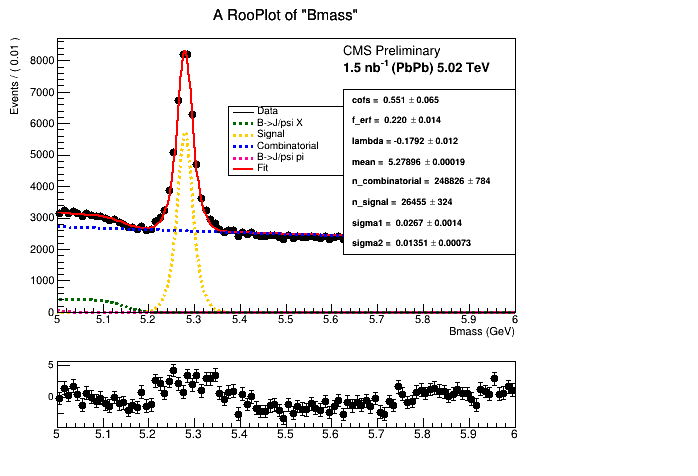 A RooPlot of "Bmass"
Events / ( 0.01 )
8000
7000
6000
5000
4000
3000
2000
1000
0
CMS Preliminary
1.5 nb-1 (PbPb) 5.02 TeV
Data
B->J/psi X
Signal
Combinatorial
B->J/psi pi
Fit
cofs = 0.551 ± 0.065
f_erf = 0.220 ± 0.014
lambda = -0.1792 ± 0.012
mean = 5.27896 ± 0.00019
n_combinatorial = 248826 ± 784
n_signal = 26455 ± 324
sigma1 = 0.0267 ± 0.0014
sigma2 = 0.01351 ± 0.00073
5 5.1 5.2 5.3 5.4 5.5 5.6 5.7 5.8 5.9 6
Bmass (GeV)
5
0
5 5.1 5.2 5.3 5.4 5.5 5.6 5.7 5.8 5.9 6